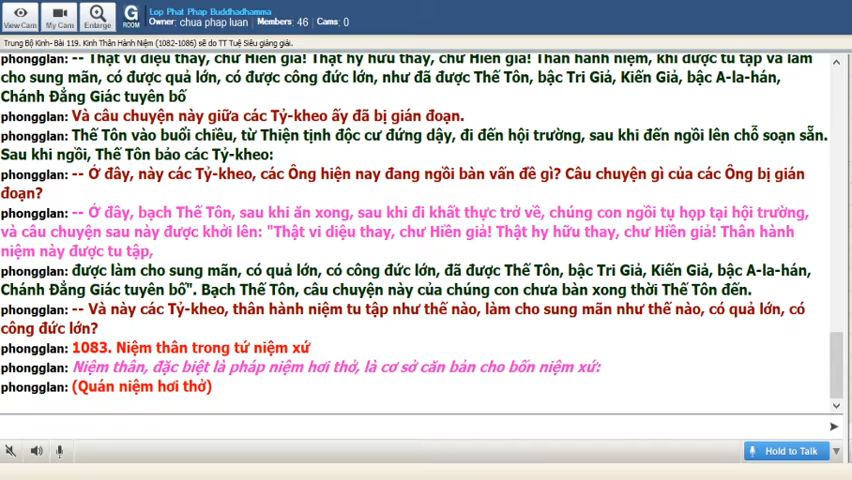 Lop Phat Phap Buddhadhamma
Owner: chua phap luan   Members: 46   Cams: 0
View Cam
My Cam
Enlarge
G
ROOM
Trung Bộ Kinh- Bài 119. Kinh Thân Hành Niệm (1082-1086) sẽ do TT Tuệ Siêu giảng giải.
phongglan: -- Thật vi diệu thay, chư Hiền giả! Thật hy hữu thay, chư Hiền giả! Thân hành niệm, khi được tu tập và làm
cho sung mãn, có được quả lớn, có được công đức lớn, như đã được Thế Tôn, bậc Tri Giả, Kiến Giả, bậc A-la-hán,
Chánh Đẳng Giác tuyên bố
phongglan: Và câu chuyện này giữa các Tỷ-kheo ấy đã bị gián đoạn.
phongglan: Thế Tôn vào buổi chiều, từ Thiện tịnh độc cư đứng dậy, đi đến hội trường, sau khi đến ngồi lên chỗ soạn sẵn.
Sau khi ngồi, Thế Tôn bảo các Tỷ-kheo:
phongglan: -- Ở đây, này các Tỷ-kheo, các Ông hiện nay đang ngồi bàn vấn đề gì? Câu chuyện gì của các Ông bị gián
đoạn?
phongglan: -- Ở đây, bạch Thế Tôn, sau khi ăn xong, sau khi đi khất thực trở về, chúng con ngồi tụ họp tại hội trường,
và câu chuyện sau này được khởi lên: "Thật vi diệu thay, chư Hiền giả! Thật hy hữu thay, chư Hiền giả! Thân hành
niệm này được tu tập,
phongglan: được làm cho sung mãn, có quả lớn, có công đức lớn, đã được Thế Tôn, bậc Tri Giả, Kiến Giả, bậc A-la-hán,
Chánh Đẳng Giác tuyên bố". Bạch Thế Tôn, câu chuyện này của chúng con chưa bàn xong thời Thế Tôn đến.
phongglan: -- Và này các Tỷ-kheo, thân hành niệm tu tập như thế nào, làm cho sung mãn như thế nào, có quả lớn, có
công đức lớn?
phongglan: 1083. Niệm thân trong tứ niệm xứ
phongglan: Niệm thân, đặc biệt là pháp niệm hơi thở, là cơ sở căn bản cho bốn niệm xứ:
phongglan: (Quán niệm hơi thở)
Hold to Talk